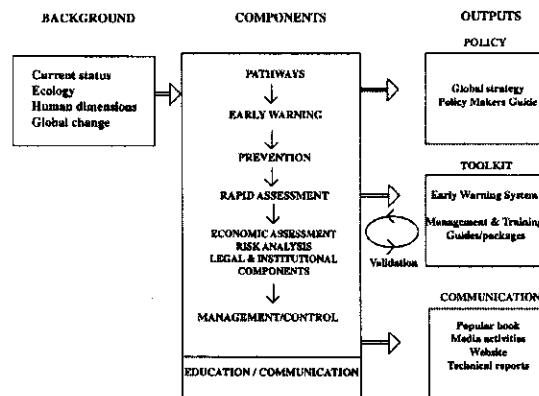 BACKGROUND
Current status
Ecology
Human dimensions
Global change
COMPONENTS
PATHWAYS
EARLY WARNING
PREVENTION
RAPID ASSESSMENT
ECONOMIC ASSESSMENT
RISK ANALYSIS
LEGAL & INSTITUTIONAL
COMPONENTS
MANAGEMENT/CONTROL
EDUCATION / COMMUNICATION
OUTPUTS
POLICY
Global strategy
Policy Makers Guide
TOOLKIT
Early Warning System
Management & Training
Guides/packages
Validation
COMMUNICATION
Popular book
Media activities
Website
Technical reports